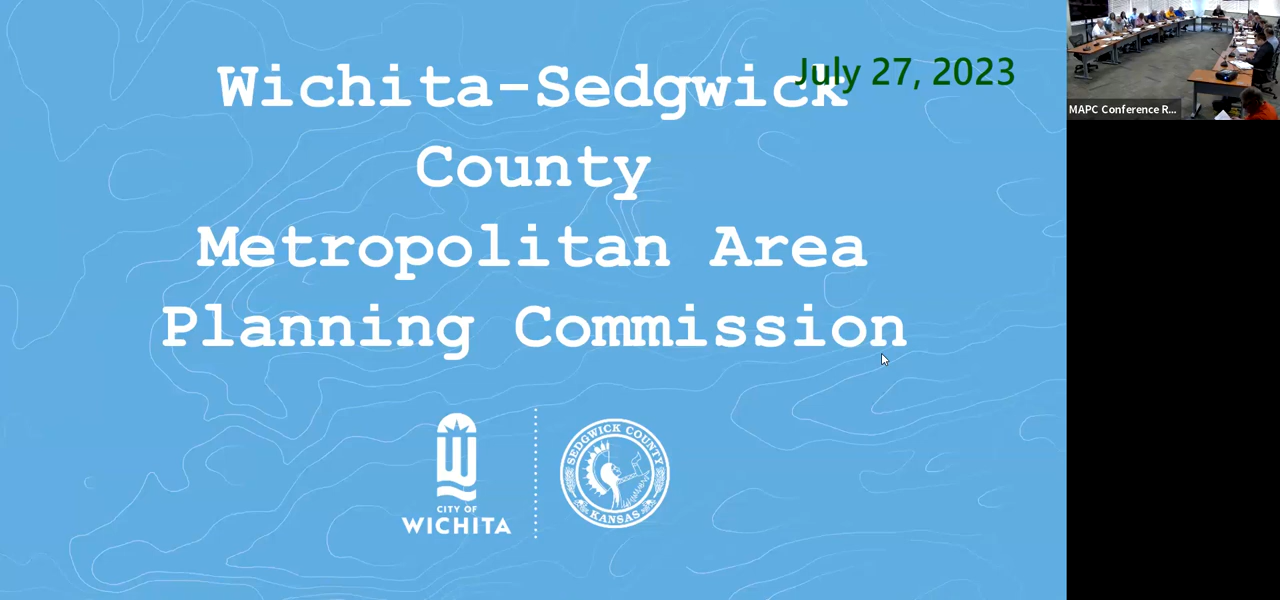 July 27, 2023
Wichita-Sedgwick
County
Metropolitan Area
Planning Commission
CITY OF
WICHITA
SEDGWICK COUNTY
KANSAS
MAPC Conference R...